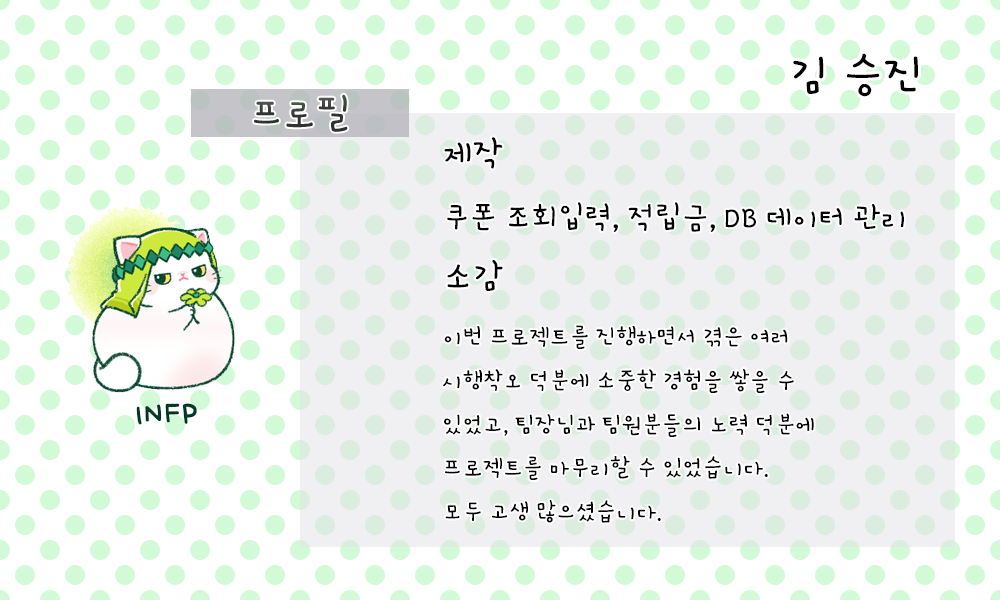 김 승진
프로필
제작
쿠폰 조회입력, 적립금, DB 데이터 관리
소감
이번 프로젝트를 진행하면서 겪은 여러
시행착오 덕분에 소중한 경험을 쌓을 수
있었고, 팀장님과 팀원분들의 노력 덕분에
프로젝트를 마무리할 수 있었습니다.
모두 고생 많으셨습니다.
INFP